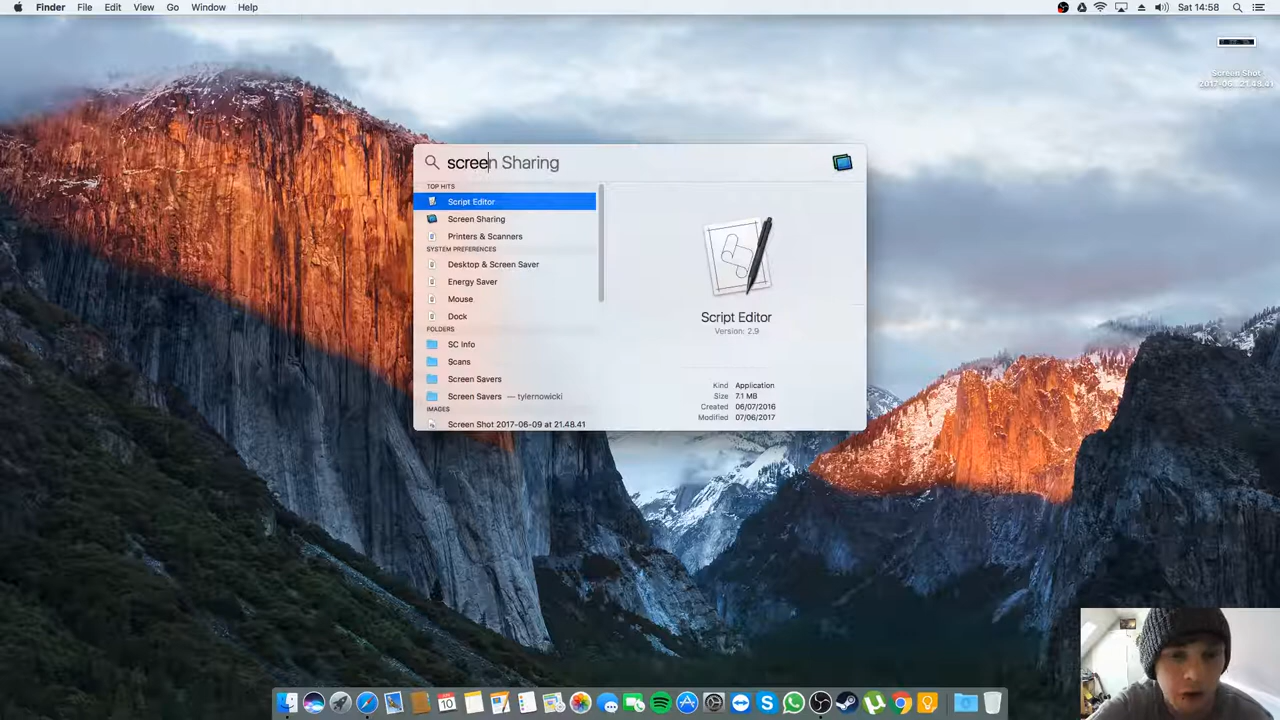 Finder File Edit View Go Window Help Sat 14:58
Screen Shot
2017-06...21.48.41
screen Sharing
TOP HITS
Script Editor
Screen Sharing
Printers & Scanners
SYSTEM PREFERENCES
Desktop & Screen Saver
Energy Saver
Mouse
Dock
FOLDERS
SC Info
Scans
Screen Savers
Screen Savers — tylernowicki
IMAGES
Screen Shot 2017-06-09 at 21.48.41
Script Editor
Version: 2.9
Kind Application
Size 7.1 MB
Created 06/07/2016
Modified 07/06/2017
10